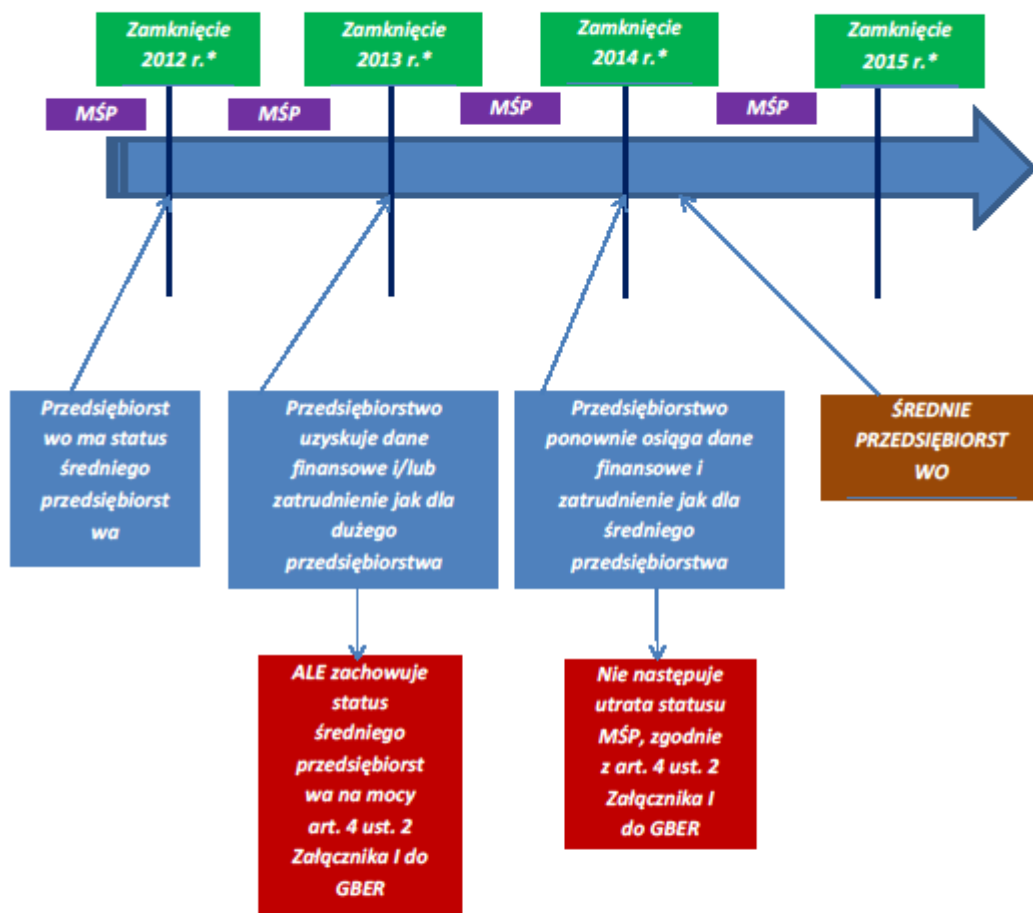 Zamknięcie
2012 r.*
Zamknięcie
2013 r.*
Zamknięcie
2014 r.*
Zamknięcie
2015 r.*
MŚP
MŚP
MŚP
MŚP
Przedsiębiorst
wo ma status
średniego
przedsiębiorst
wa
Przedsiębiorstwo
uzyskuje dane
finansowe i/lub
zatrudnienie jak dla
dużego
przedsiębiorstwa
Przedsiębiorstwo
ponownie osiąga dane
finansowe i
zatrudnienie jak dla
średniego
przedsiębiorstwa
ŚREDNIE
PRZEDSIĘBIORST
WO
ALE zachowuje
status
średniego
przedsiębiorst
wa na mocy
art. 4 ust. 2
Załącznika I do
GBER
Nie następuje
utrata statusu
MŚP, zgodnie
z art. 4 ust. 2
Załącznika I
do GBER